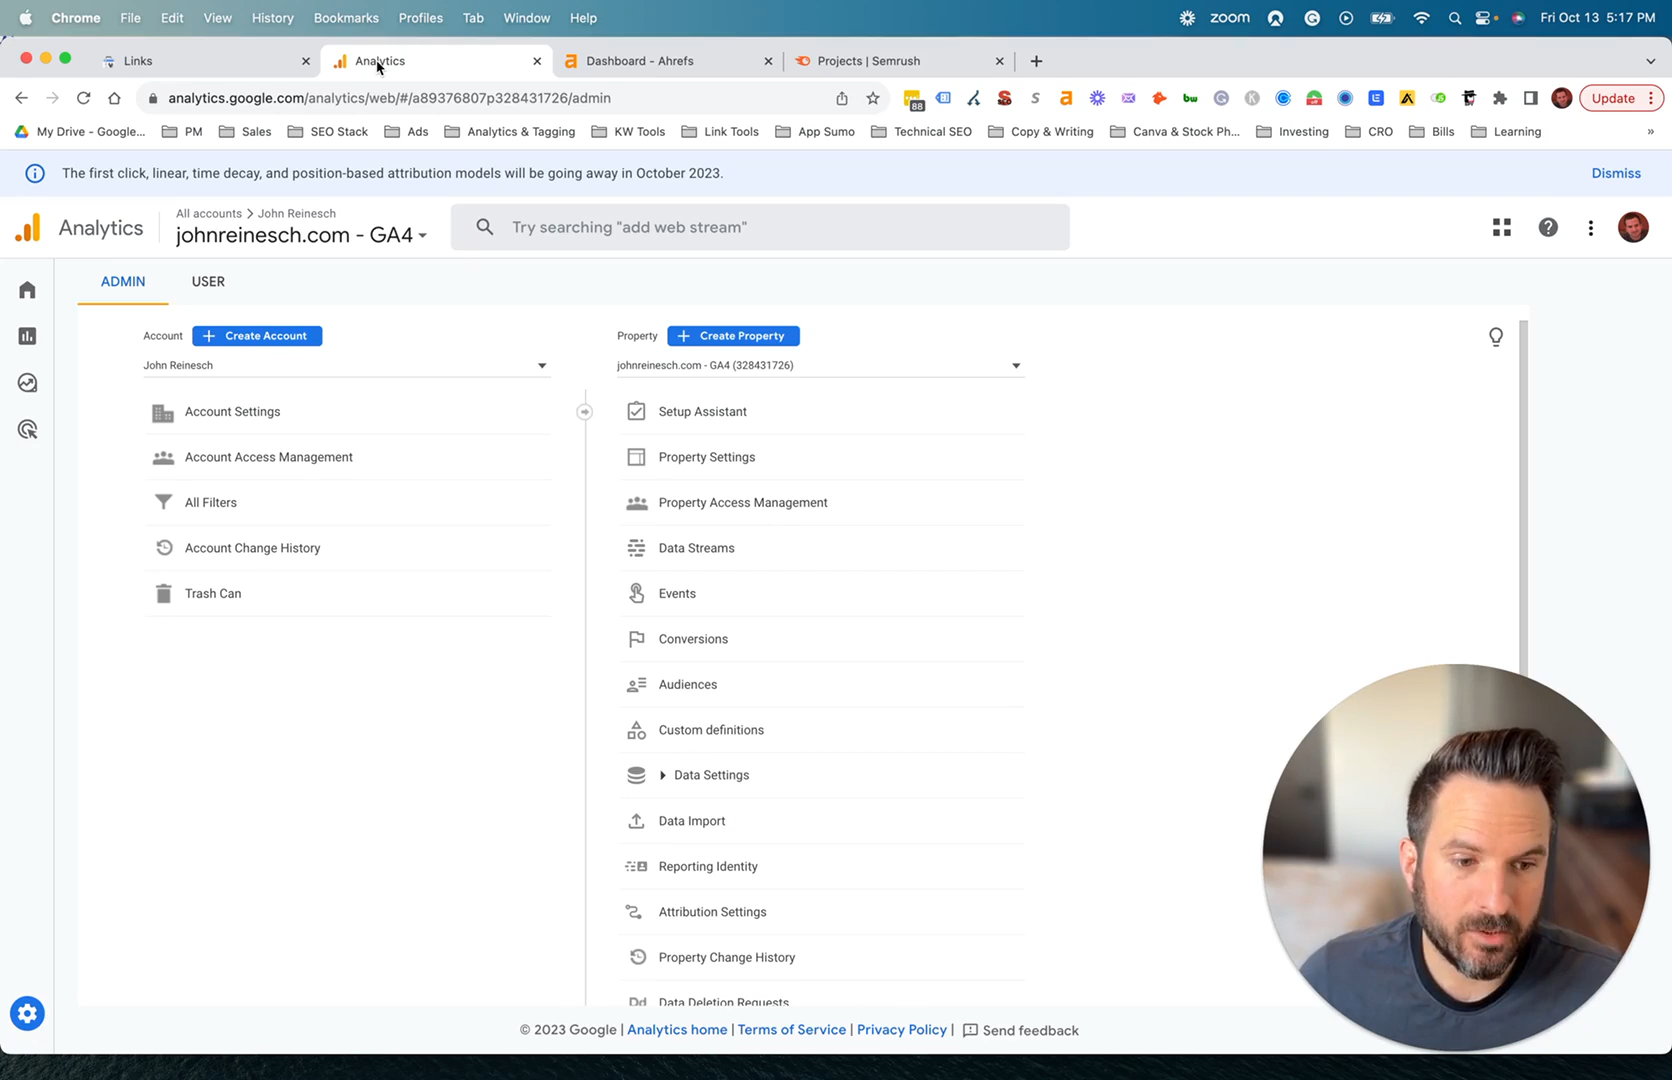 Chrome File Edit View History Bookmarks Profiles Tab Window Help zoom Fri Oct 13 5:17 PM
Links Analytics Dashboard - Ahrefs Projects | Semrush
analytics.google.com/analytics/web/#/a89376807p328431726/admin 88 Update
My Drive - Google... PM Sales SEO Stack Ads Analytics & Tagging KW Tools Link Tools App Sumo Technical SEO Copy & Writing Canva & Stock Ph... Investing CRO Bills Learning »
The first click, linear, time decay, and position-based attribution models will be going away in October 2023. Dismiss
All accounts > John Reinesch
Analytics johnreinesch.com - GA4 Try searching "add web stream"
ADMIN USER
Account + Create Account Property + Create Property
John Reinesch johnreinesch.com - GA4 (328431726)
Account Settings Setup Assistant
Account Access Management Property Settings
All Filters Property Access Management
Account Change History Data Streams
Trash Can Events
Conversions
Audiences
Custom definitions
Data Settings
Data Import
Reporting Identity
Attribution Settings
Property Change History
Dd Data Deletion Requests
© 2023 Google | Analytics home | Terms of Service | Privacy Policy | Send feedback